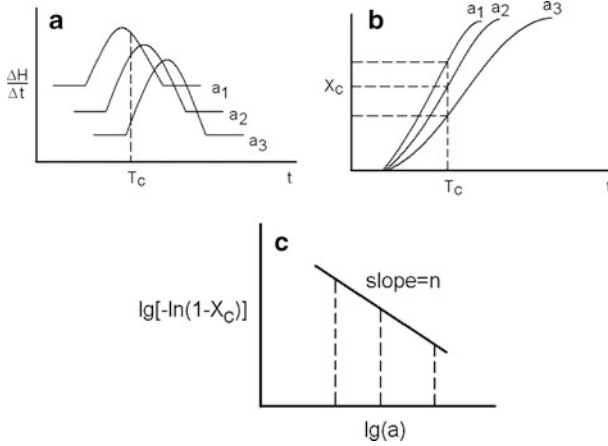 a
ΔH
Δt
a1
a2
a3
Tc
t
b
Xc
a1
a2
a3
Tc
t
c
lg[-ln(1-Xc)]
slope=n
lg(a)